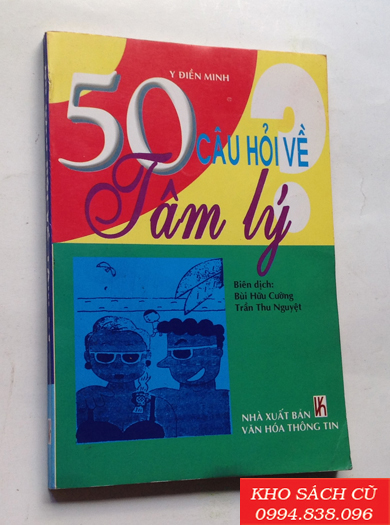 Y ĐIỀN MINH
50
CÂU HỎI VỀ
?
Tâm lý
Biên dịch:
Bùi Hữu Cường
Trần Thu Nguyệt
NHÀ XUẤT BẢN
VĂN HÓA THÔNG TIN
KHO SÁCH CŨ
0994.838.096